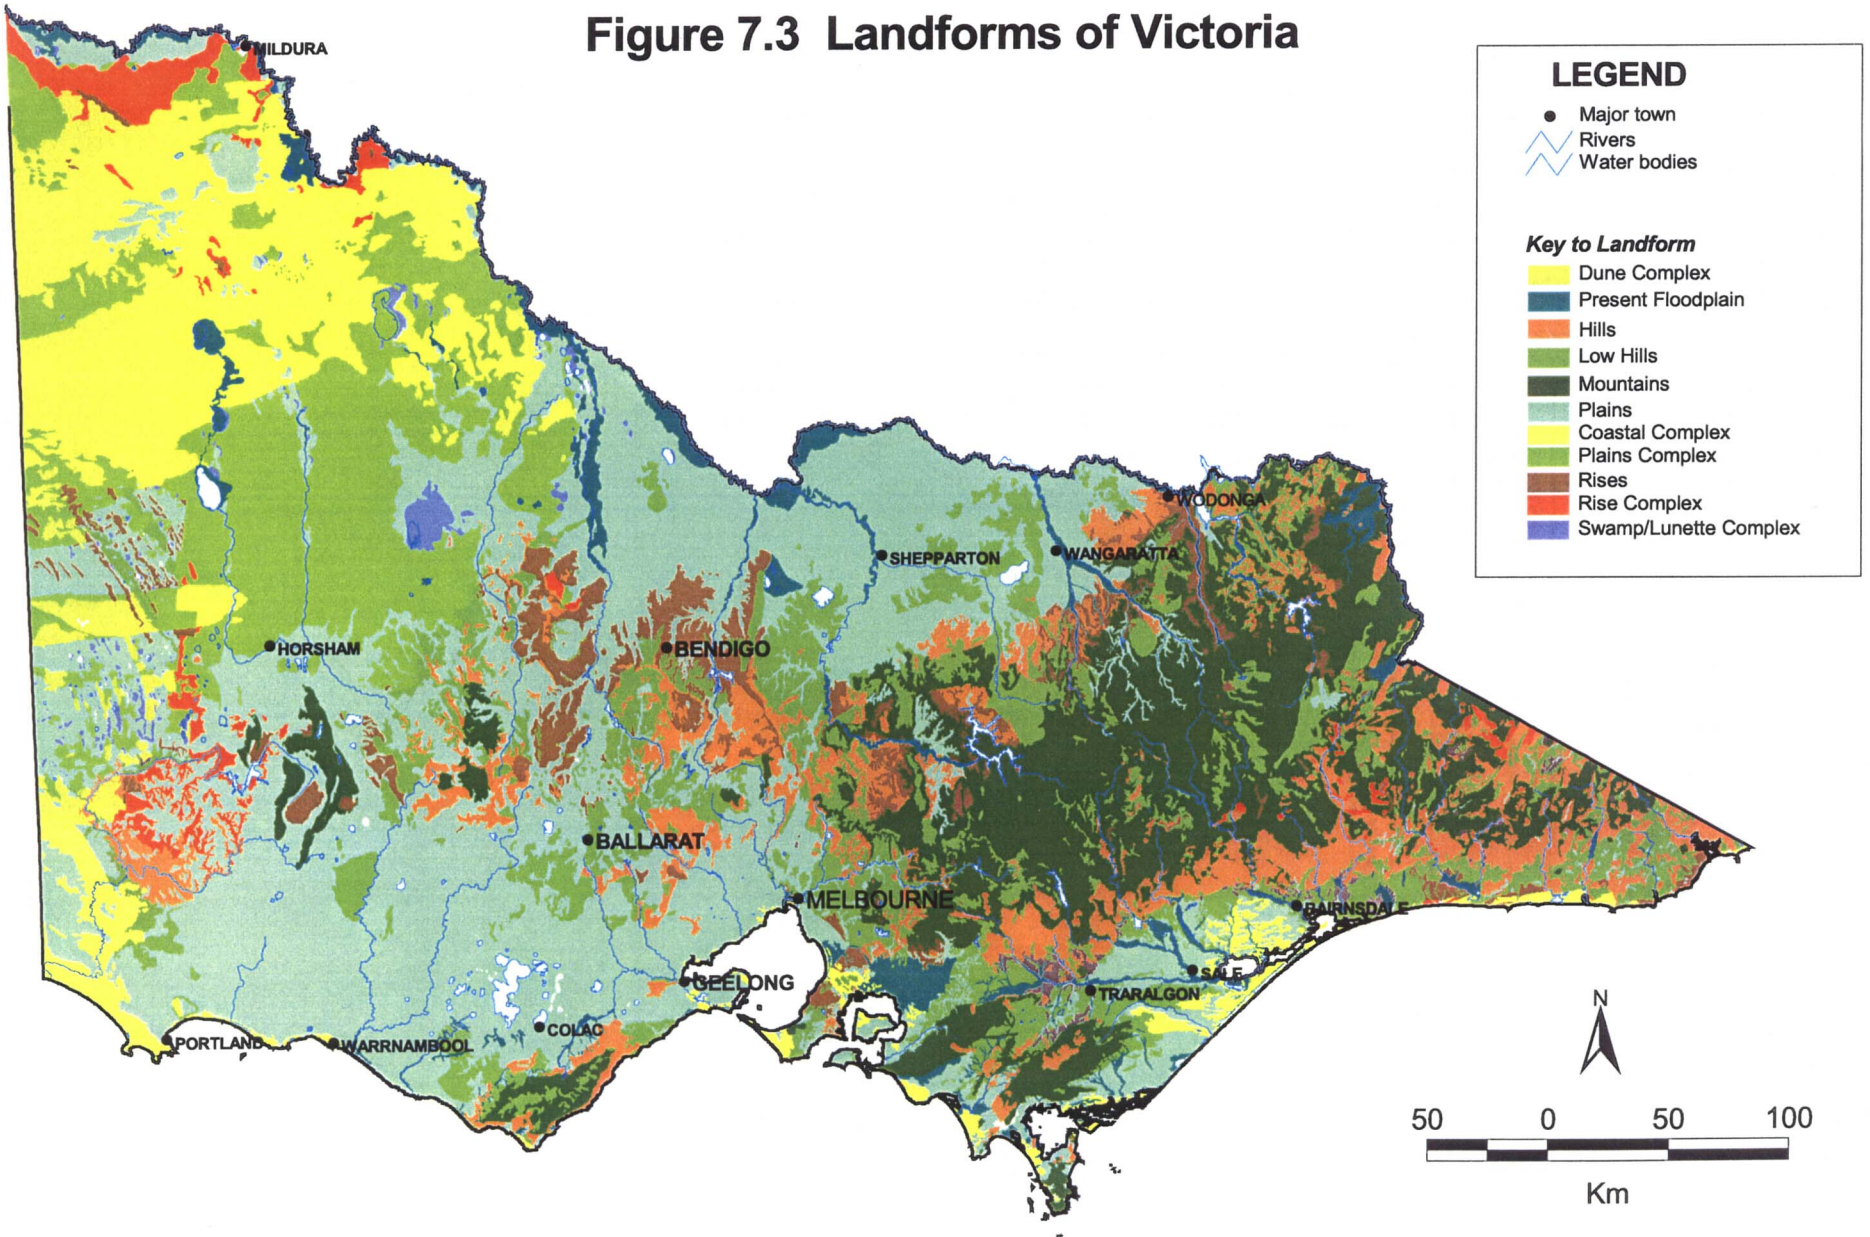 Figure 7.3 Landforms of Victoria
MILDURA
LEGEND
Major town
Rivers
Water bodies
Key to Landform
Dune Complex
Present Floodplain
Hills
Low Hills
Mountains
Plains
Coastal Complex
Plains Complex
Rises
Rise Complex
Swamp/Lunette Complex
WODONGA
SHEPPARTON
WANGARATTA
HORSHAM
BENDIGO
BALLARAT
MELBOURNE
BAIRNSDALE
GEELONG
SALE
TRARALGON
COLAC
PORTLAND
WARRNAMBOOL
N
50 0 50 100
Km